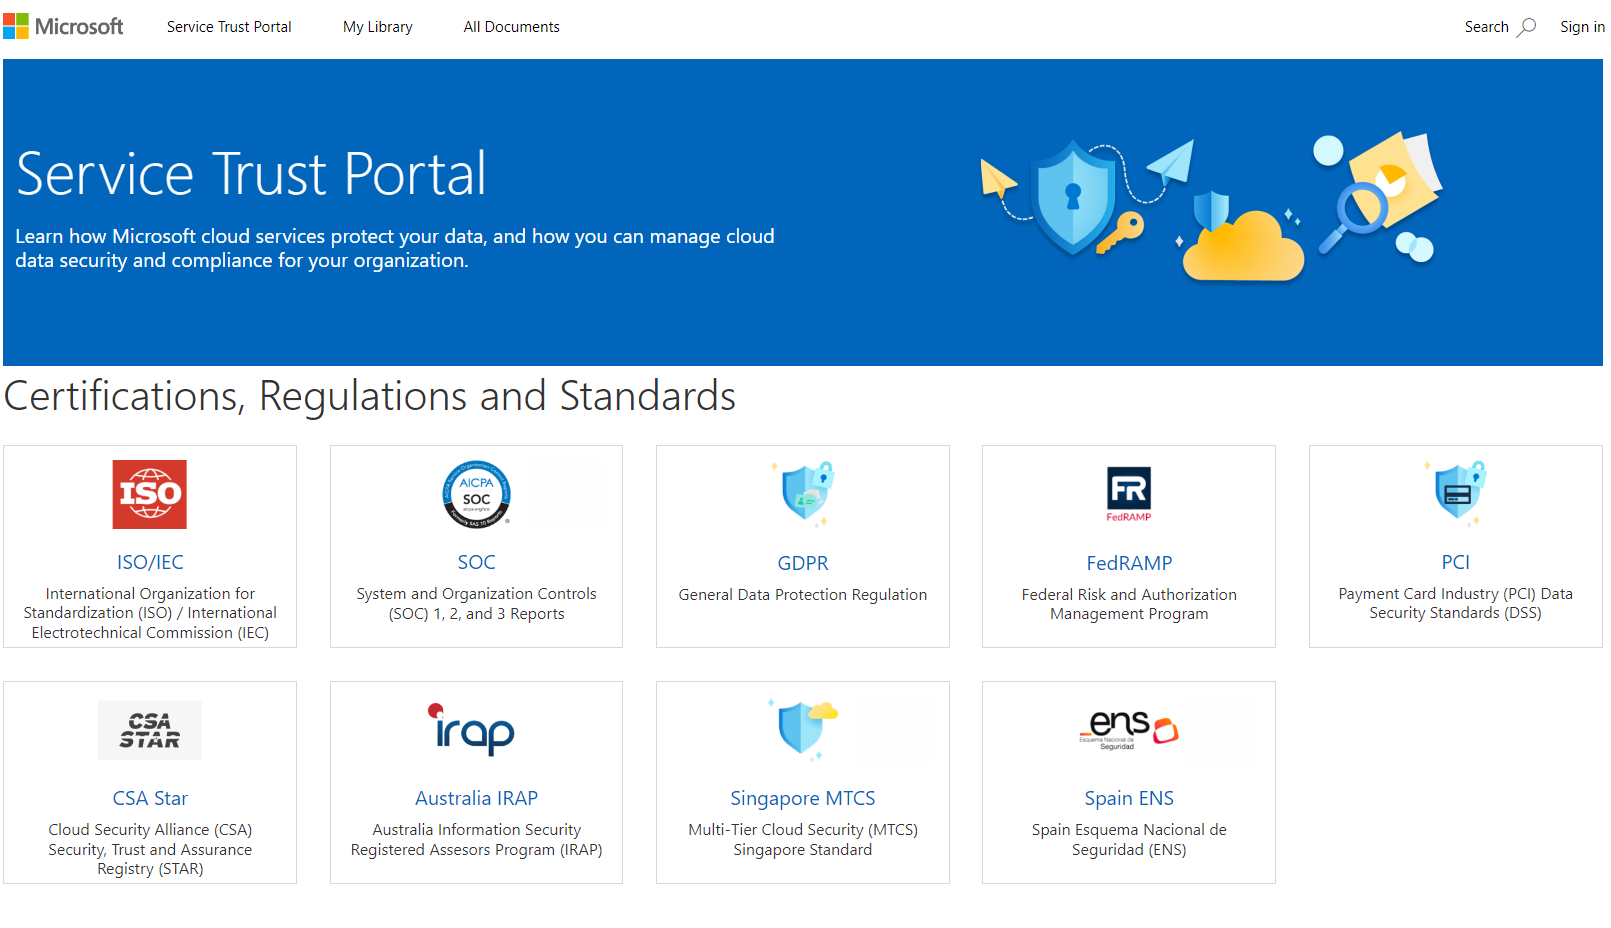 Microsoft
Service Trust Portal
My Library
All Documents
Search
Sign in
Service Trust Portal
Learn how Microsoft cloud services protect your data, and how you can manage cloud
data security and compliance for your organization.
Certifications, Regulations and Standards
ISO
ISO/IEC
International Organization for
Standardization (ISO) / International
Electrotechnical Commission (IEC)
AICPA
SOC
aicpa.org/soc
Formerly SAS 70 Reports
SOC
System and Organization Controls
(SOC) 1, 2, and 3 Reports
GDPR
General Data Protection Regulation
FR
FedRAMP
FedRAMP
Federal Risk and Authorization
Management Program
PCI
Payment Card Industry (PCI) Data
Security Standards (DSS)
CSA
STAR
CSA Star
Cloud Security Alliance (CSA)
Security, Trust and Assurance
Registry (STAR)
irap
Australia IRAP
Australia Information Security
Registered Assesors Program (IRAP)
Singapore MTCS
Multi-Tier Cloud Security (MTCS)
Singapore Standard
ens
Esquema Nacional de
Seguridad
Spain ENS
Spain Esquema Nacional de
Seguridad (ENS)